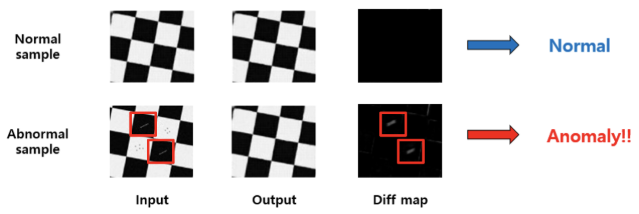 Normal
sample
Normal
Abnormal
sample
Anomaly!!
Input
Output
Diff map